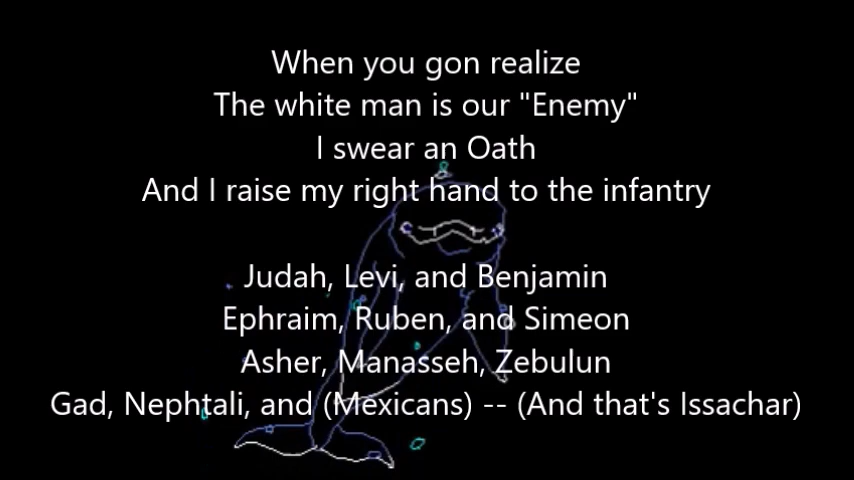 When you gon realize
The white man is our "Enemy"
I swear an Oath
And I raise my right hand to the infantry
Judah, Levi, and Benjamin
Ephraim, Ruben, and Simeon
Asher, Manasseh, Zebulun
Gad, Nephtali, and (Mexicans) -- (And that's Issachar)